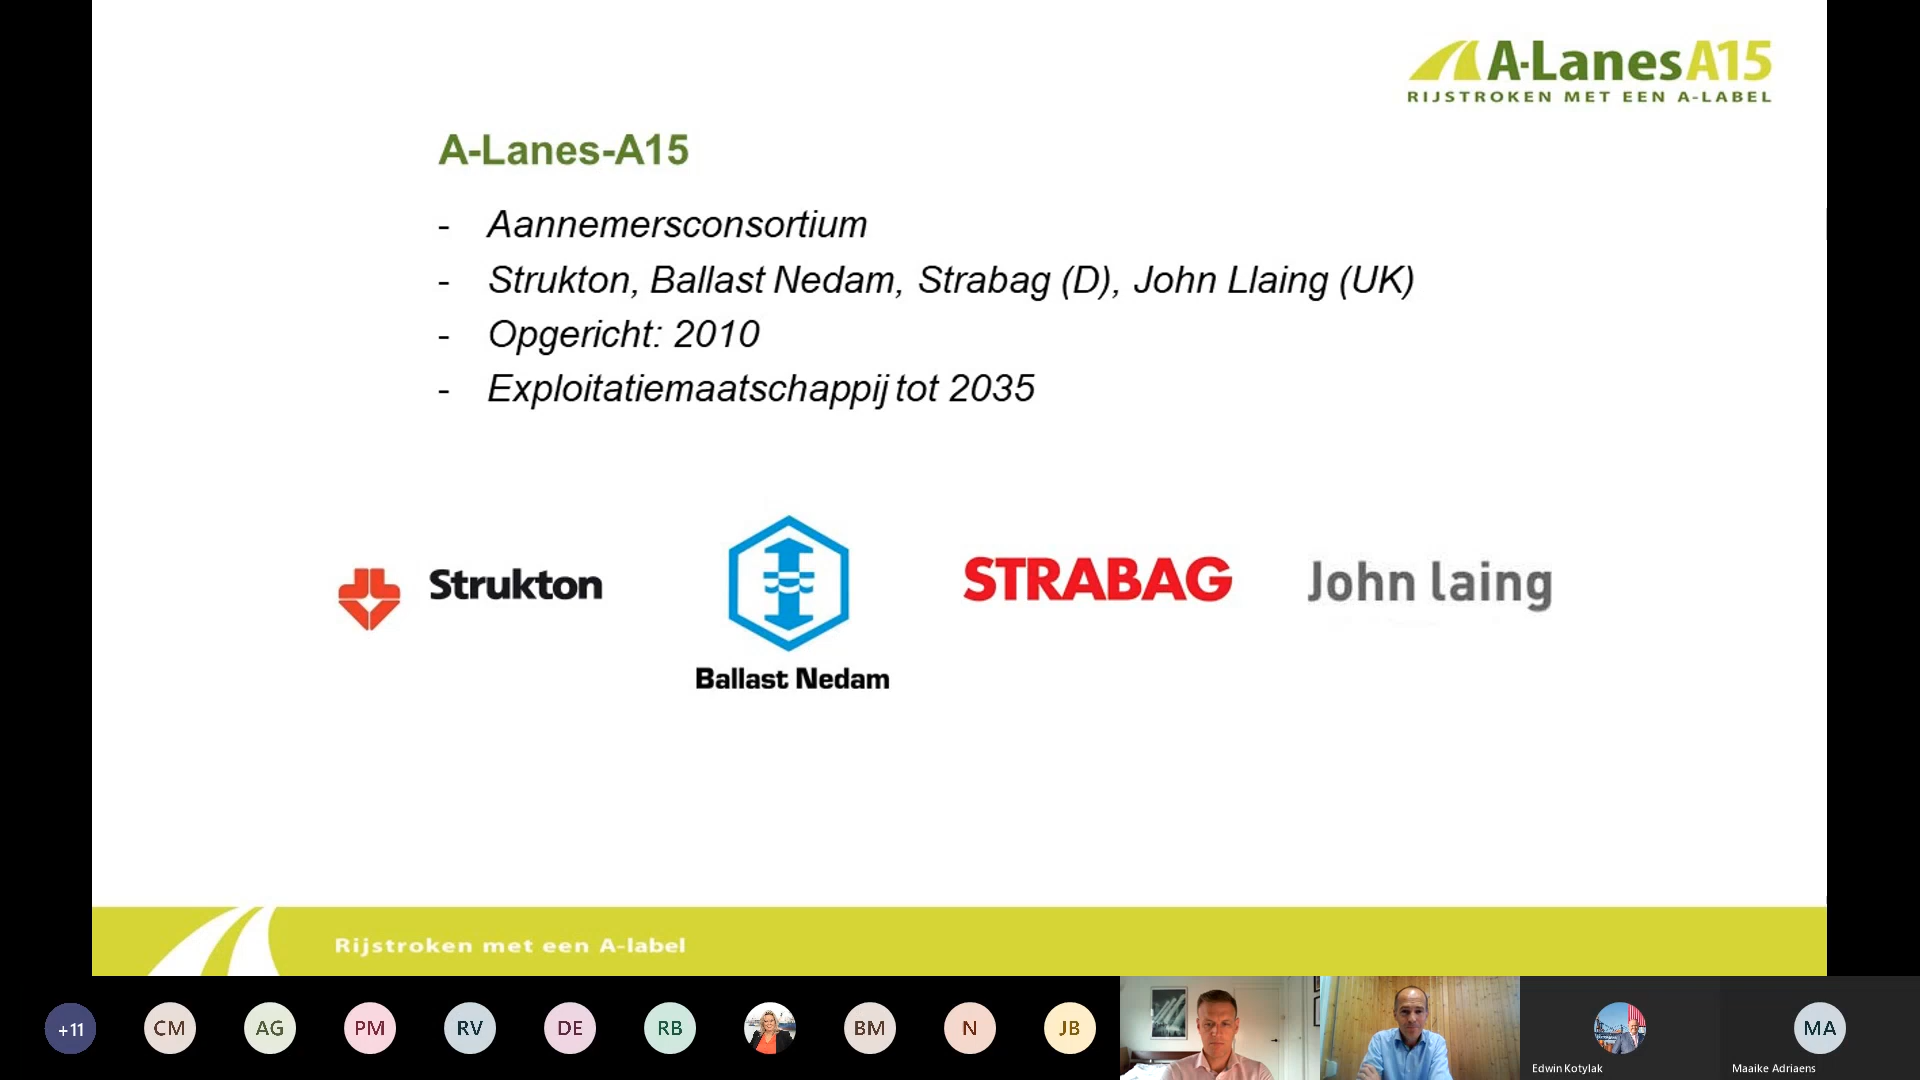 A-Lanes A15
RIJSTROKEN MET EEN A-LABEL
A-Lanes-A15
- Aannemersconsortium
- Strukton, Ballast Nedam, Strabag (D), John Llaing (UK)
- Opgericht: 2010
- Exploitatiemaatschappij tot 2035
Strukton
Ballast Nedam
STRABAG
John laing
Rijstroken met een A-label
+11
CM
AG
PM
RV
DE
RB
BM
N
JB
Edwin Kotylak
MA
Maaike Adriaens